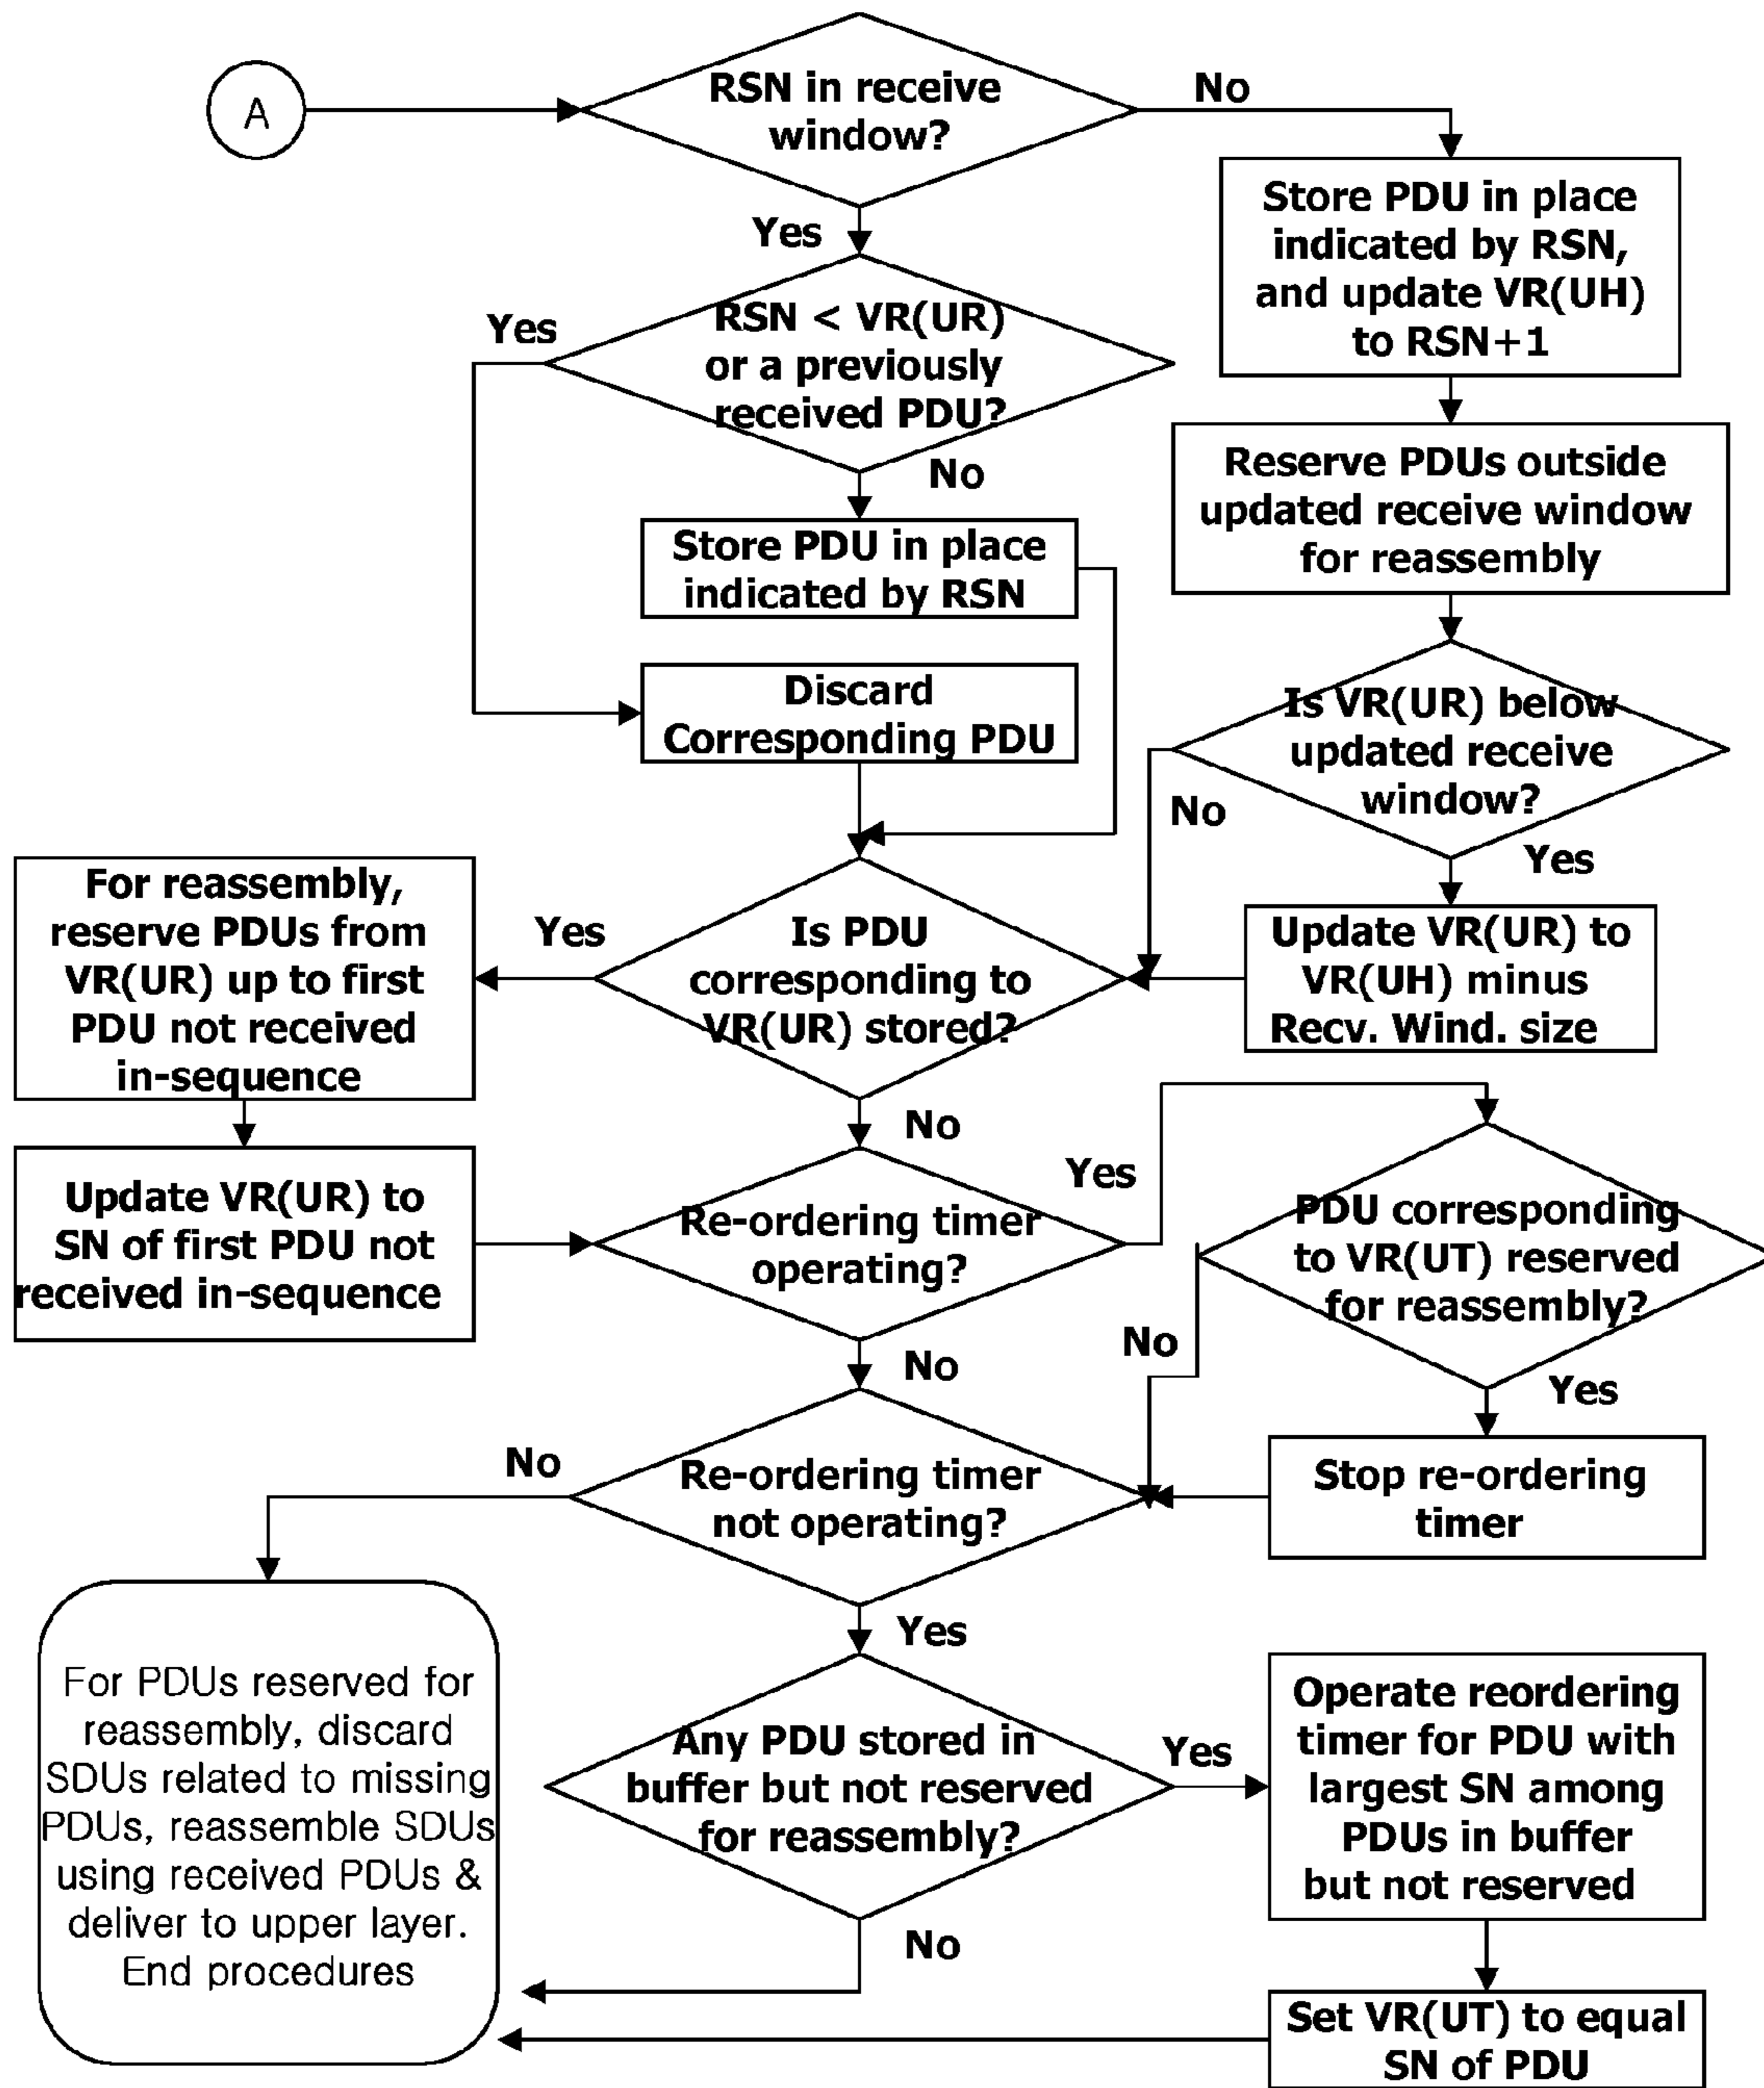 A
RSN in receive
window?
No
Yes
Store PDU in place
indicated by RSN,
and update VR(UH)
to RSN+1
RSN < VR(UR)
or a previously
received PDU?
Yes
No
Reserve PDUs outside
updated receive window
for reassembly
Store PDU in place
indicated by RSN
Discard
Corresponding PDU
Is VR(UR) below
updated receive
window?
No
Yes
For reassembly,
reserve PDUs from
VR(UR) up to first
PDU not received
in-sequence
Yes
Is PDU
corresponding to
VR(UR) stored?
Update VR(UR) to
VR(UH) minus
Recv. Wind. size
No
Update VR(UR) to
SN of first PDU not
received in-sequence
Re-ordering timer
operating?
Yes
PDU corresponding
to VR(UT) reserved
for reassembly?
No
No
Yes
No
Re-ordering timer
not operating?
Stop re-ordering
timer
Yes
For PDUs reserved for
reassembly, discard
SDUs related to missing
PDUs, reassemble SDUs
using received PDUs &
deliver to upper layer.
End procedures
Any PDU stored in
buffer but not reserved
for reassembly?
Yes
Operate reordering
timer for PDU with
largest SN among
PDUs in buffer
but not reserved
No
Set VR(UT) to equal
SN of PDU